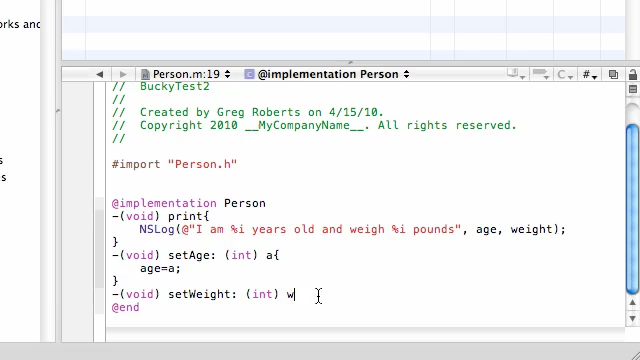 orks and
Person.m:19 @implementation Person #
// BuckyTest2
//
// Created by Greg Roberts on 4/15/10.
// Copyright 2010 __MyCompanyName__. All rights reserved.
//
#import "Person.h"
@implementation Person
-(void) print{
NSLog(@"I am %i years old and weigh %i pounds", age, weight);
}
-(void) setAge: (int) a{
age=a;
}
-(void) setWeight: (int) w
@end
s
s